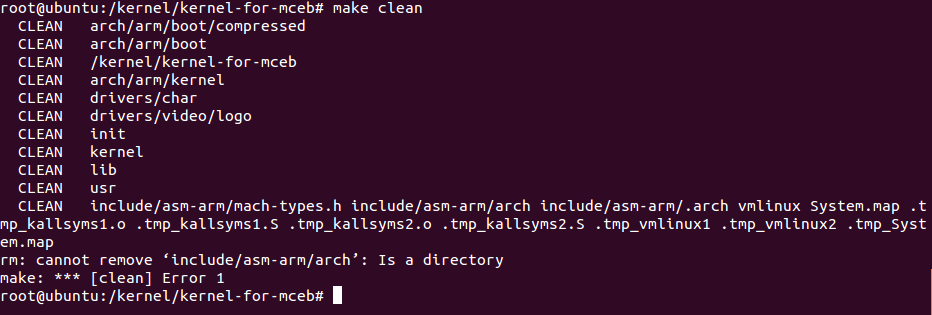 root@ubuntu:/kernel/kernel-for-mceb# make clean
  CLEAN   arch/arm/boot/compressed
  CLEAN   arch/arm/boot
  CLEAN   /kernel/kernel-for-mceb
  CLEAN   arch/arm/kernel
  CLEAN   drivers/char
  CLEAN   drivers/video/logo
  CLEAN   init
  CLEAN   kernel
  CLEAN   lib
  CLEAN   usr
  CLEAN   include/asm-arm/mach-types.h include/asm-arm/arch include/asm-arm/.arch vmlinux System.map .t
mp_kallsyms1.o .tmp_kallsyms1.S .tmp_kallsyms2.o .tmp_kallsyms2.S .tmp_vmlinux1 .tmp_vmlinux2 .tmp_Syst
em.map
rm: cannot remove ‘include/asm-arm/arch’: Is a directory
make: *** [clean] Error 1
root@ubuntu:/kernel/kernel-for-mceb#